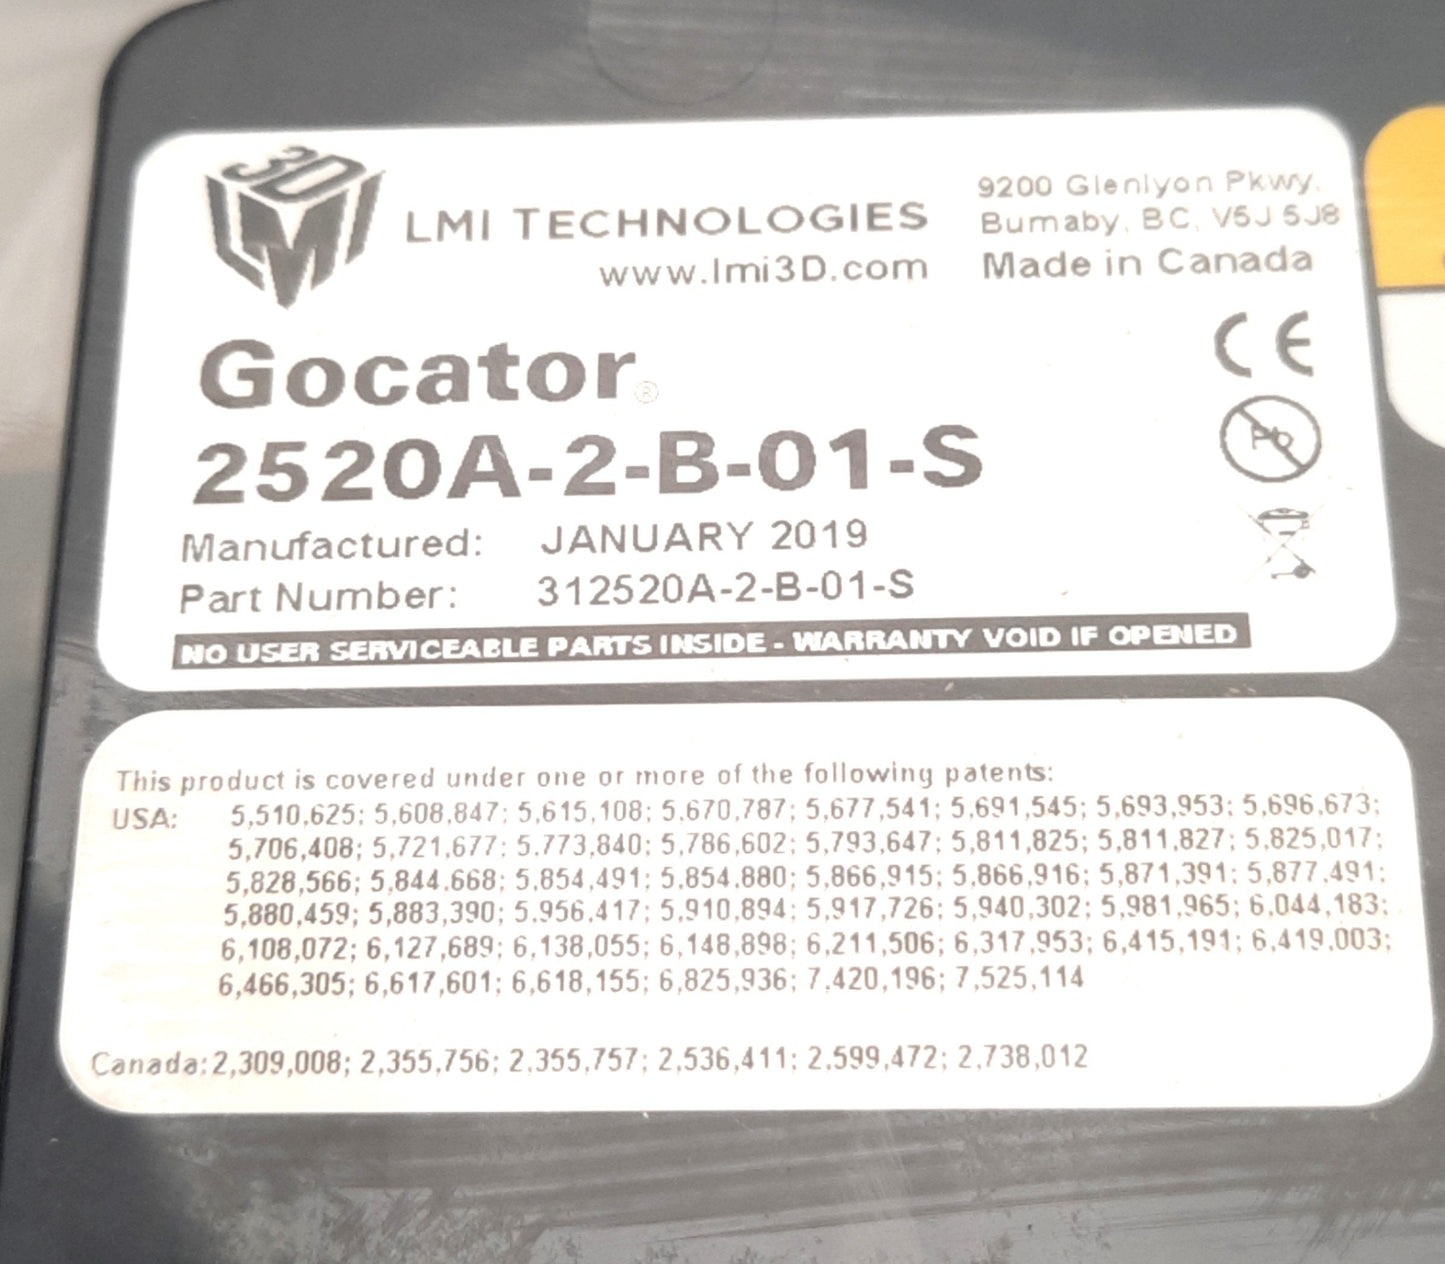 3D
LMI
LMI TECHNOLOGIES
www.lmi3D.com
9200 Glenlyon Pkwy,
Burnaby, BC, V5J 5J8
Made in Canada
Gocator®
2520A-2-B-01-S
CE
Pb
Manufactured: JANUARY 2019
Part Number: 312520A-2-B-01-S
NO USER SERVICEABLE PARTS INSIDE - WARRANTY VOID IF OPENED
This product is covered under one or more of the following patents:
USA: 5,510,625; 5,608,847; 5,615,108; 5,670,787; 5,677,541; 5,691,545; 5,693,953; 5,696,673;
5,706,408; 5,721,677; 5,773,840; 5,786,602; 5,793,647; 5,811,825; 5,811,827; 5,825,017;
5,828,566; 5,844,668; 5,854,491; 5,854,880; 5,866,915; 5,866,916; 5,871,391; 5,877,491;
5,880,459; 5,883,390; 5,956,417; 5,910,894; 5,917,726; 5,940,302; 5,981,965; 6,044,183;
6,108,072; 6,127,689; 6,138,055; 6,148,898; 6,211,506; 6,317,953; 6,415,191; 6,419,003;
6,466,305; 6,617,601; 6,618,155; 6,825,936; 7,420,196; 7,525,114
Canada: 2,309,008; 2,355,756; 2,355,757; 2,536,411; 2,599,472; 2,738,012